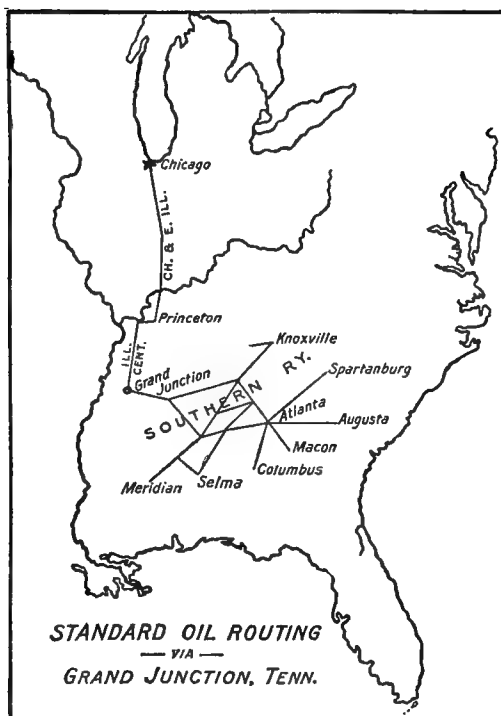 Chicago
CH. & E. ILL.
Princeton
ILL.
CENT.
Grand Junction
Knoxville
SOUTHERN RY.
Spartanburg
Atlanta
Augusta
Macon
Columbus
Selma
Meridian
STANDARD OIL ROUTING
— VIA —
GRAND JUNCTION, TENN.